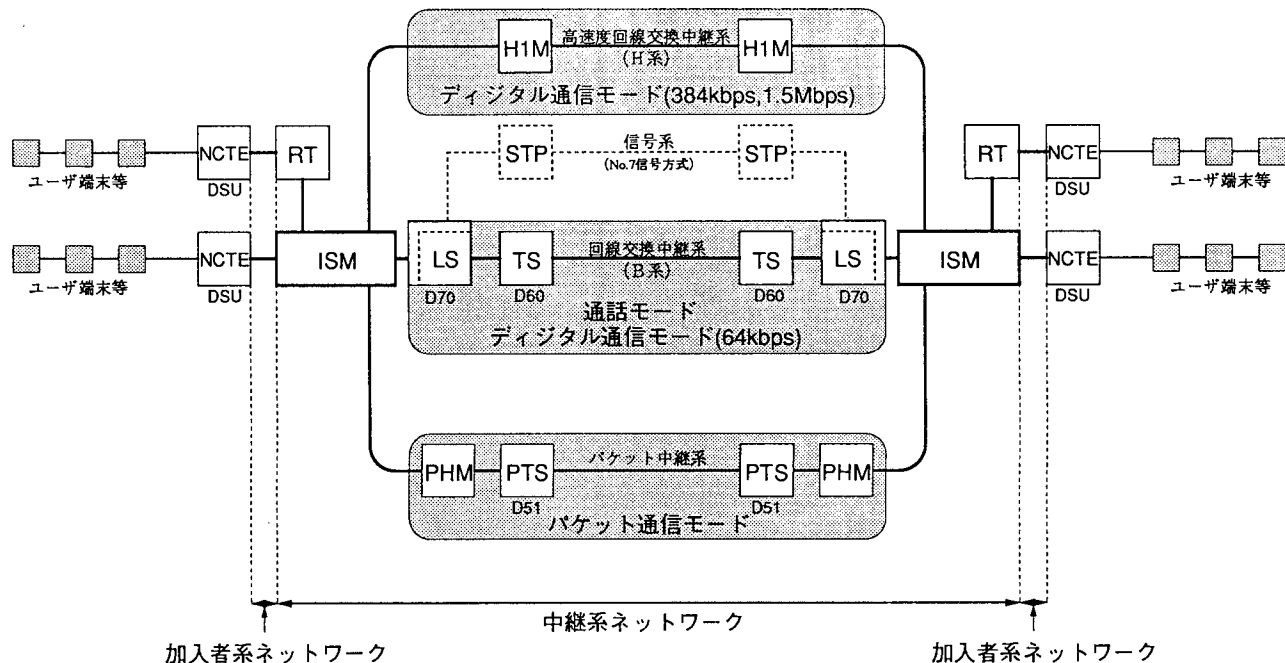 高速度回線交換中継系
H1M
H1M
(H系)
ディジタル通信モード(384kbps,1.5Mbps)
信号系
STP
STP
(No.7信号方式)
NCTE
RT
RT
NCTE
ユーザ端末等
DSU
DSU
ユーザ端末等
NCTE
ISM
LS
TS
回線交換中継系
(B系)
TS
LS
ISM
NCTE
ユーザ端末等
DSU
D70
D60
D60
D70
DSU
ユーザ端末等
通話モード
ディジタル通信モード(64kbps)
PHM
PTS
パケット中継系
PTS
PHM
D51
D51
パケット通信モード
中継系ネットワーク
加入者系ネットワーク
加入者系ネットワーク